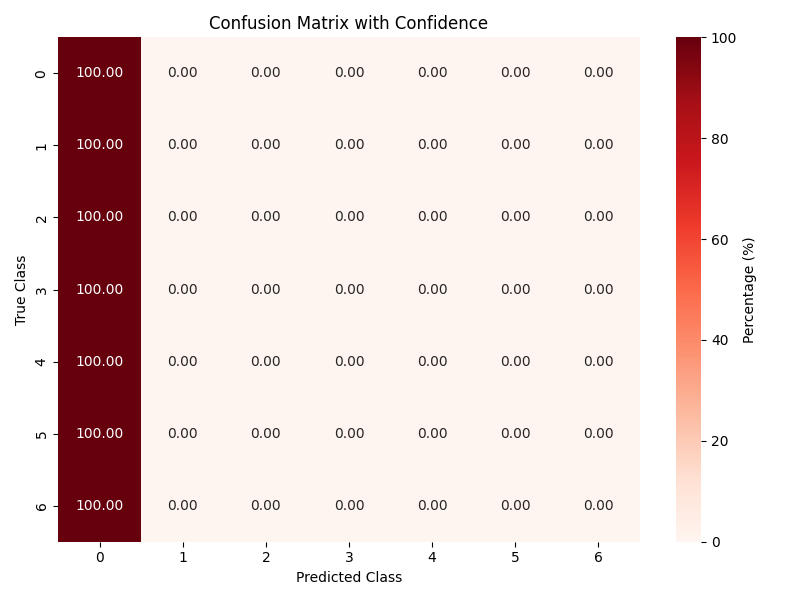 Confusion Matrix with Confidence
100.00 0.00 0.00 0.00 0.00 0.00 0.00
100.00 0.00 0.00 0.00 0.00 0.00 0.00
100.00 0.00 0.00 0.00 0.00 0.00 0.00
100.00 0.00 0.00 0.00 0.00 0.00 0.00
100.00 0.00 0.00 0.00 0.00 0.00 0.00
100.00 0.00 0.00 0.00 0.00 0.00 0.00
100.00 0.00 0.00 0.00 0.00 0.00 0.00
0
1
2
3
4
5
6
True Class
0 1 2 3 4 5 6
Predicted Class
100
80
60
40
20
0
Percentage (%)